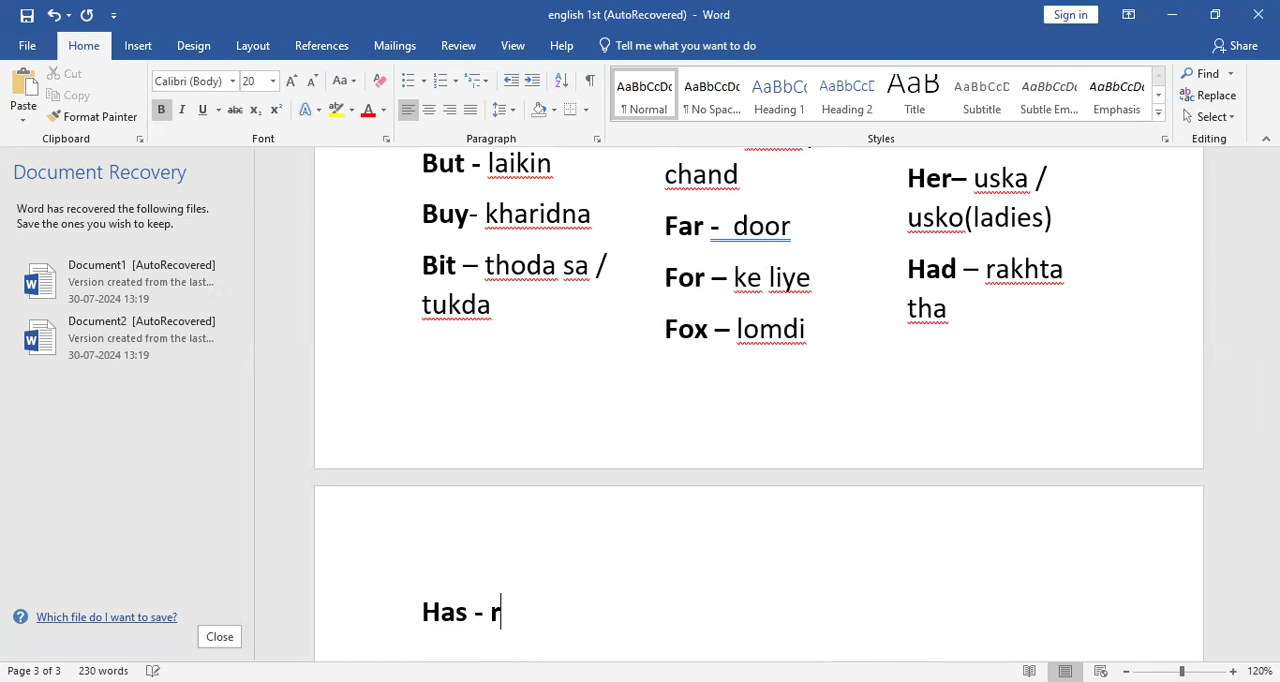 english 1st (AutoRecovered) - Word
Sign in
File Home Insert Design Layout References Mailings Review View Help Tell me what you want to do Share
Paste
Cut
Copy
Format Painter
Clipboard
Calibri (Body) 20
Font
Paragraph
AaBbCcDc ¶ Normal
AaBbCcDc ¶ No Spac...
AaBbCc Heading 1
AaBbCcD Heading 2
AaB Title
AaBbCcD Subtitle
AaBbCcDc Subtle Em...
AaBbCcDc Emphasis
Styles
Find
Replace
Select
Editing
Document Recovery
Word has recovered the following files.
Save the ones you wish to keep.
Document1 [AutoRecovered]
Version created from the last...
30-07-2024 13:19
Document2 [AutoRecovered]
Version created from the last...
30-07-2024 13:19
Which file do I want to save?
Close
But - laikin
Buy- kharidna
Bit – thoda sa /
tukda
chand
Far - door
For – ke liye
Fox – lomdi
Her– uska /
usko(ladies)
Had – rakhta
tha
Has - r
Page 3 of 3 230 words 120%